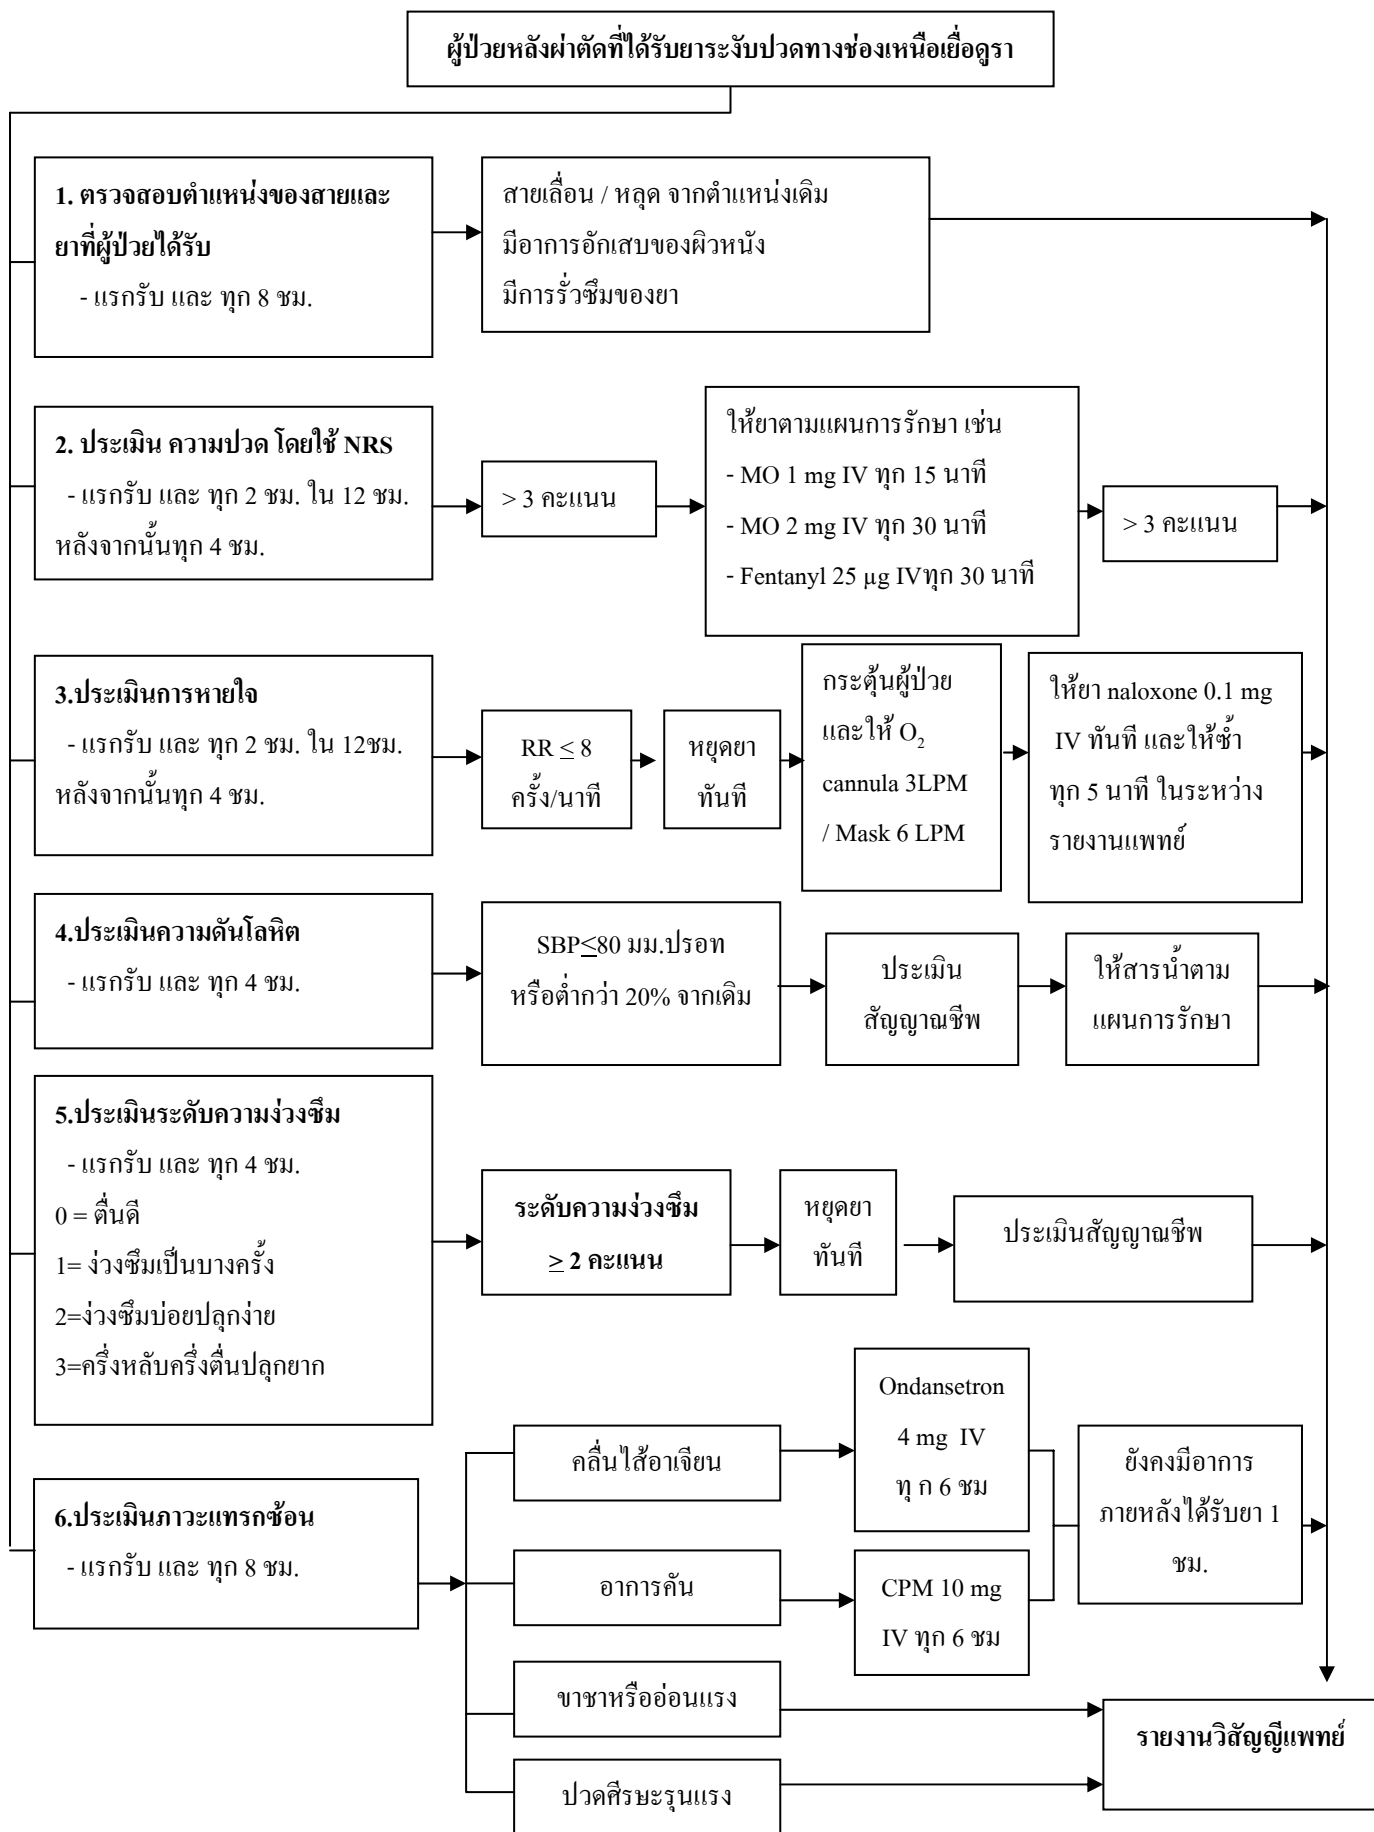 ผู้ป่วยหลังผ่าตัดที่ได้รับยาระงับปวดทางช่องเหนือเยื่อดูรา
1. ตรวจสอบตำแหน่งของสายและ
ยาที่ผู้ป่วยได้รับ
- แรกรับ และ ทุก 8 ชม.
สายเลื่อน / หลุด จากตำแหน่งเดิม
มีอาการอักเสบของผิวหนัง
มีการรั่วซึมของยา
2. ประเมิน ความปวด โดยใช้ NRS
- แรกรับ และ ทุก 2 ชม. ใน 12 ชม.
หลังจากนั้นทุก 4 ชม.
> 3 คะแนน
ให้ยาตามแผนการรักษา เช่น
- MO 1 mg IV ทุก 15 นาที
- MO 2 mg IV ทุก 30 นาที
- Fentanyl 25 µg IVทุก 30 นาที
> 3 คะแนน
3.ประเมินการหายใจ
- แรกรับ และ ทุก 2 ชม. ใน 12ชม.
หลังจากนั้นทุก 4 ชม.
RR ≤ 8
ครั้ง/นาที
หยุดยา
ทันที
กระตุ้นผู้ป่วย
และให้ O₂
cannula 3LPM
/ Mask 6 LPM
ให้ยา naloxone 0.1 mg
IV ทันที และให้ซ้ำ
ทุก 5 นาที ในระหว่าง
รายงานแพทย์
4.ประเมินความดันโลหิต
- แรกรับ และ ทุก 4 ชม.
SBP≤80 มม.ปรอท
หรือต่ำกว่า 20% จากเดิม
ประเมิน
สัญญาณชีพ
ให้สารน้ำตาม
แผนการรักษา
5.ประเมินระดับความง่วงซึม
- แรกรับ และ ทุก 4 ชม.
0 = ตื่นดี
1= ง่วงซึมเป็นบางครั้ง
2=ง่วงซึมบ่อยปลุกง่าย
3=ครึ่งหลับครึ่งตื่นปลุกยาก
ระดับความง่วงซึม
≥ 2 คะแนน
หยุดยา
ทันที
ประเมินสัญญาณชีพ
6.ประเมินภาวะแทรกซ้อน
- แรกรับ และ ทุก 8 ชม.
คลื่นไส้อาเจียน
Ondansetron
4 mg IV
ทุ ก 6 ชม
อาการคัน
CPM 10 mg
IV ทุก 6 ชม
ยังคงมีอาการ
ภายหลังได้รับยา 1
ชม.
ขาชาหรืออ่อนแรง
ปวดศีรษะรุนแรง
รายงานวิสัญญีแพทย์